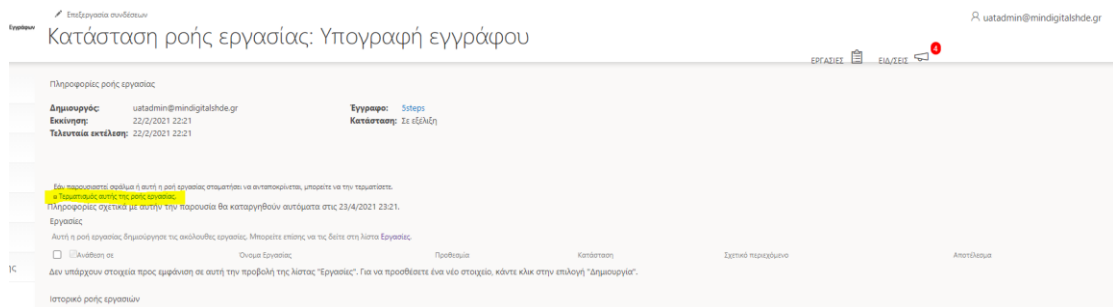 Επεξεργασία συνδέσεων
uatadmin@mindigitalshde.gr
Εγγράφων
Κατάσταση ροής εργασίας: Υπογραφή εγγράφου
ΕΡΓΑΣΙΕΣ ΕΙΔ/ΣΕΙΣ 4
Πληροφορίες ροής εργασίας
Δημιουργός: uatadmin@mindigitalshde.gr Έγγραφο: 5steps
Εκκίνηση: 22/2/2021 22:21 Κατάσταση: Σε εξέλιξη
Τελευταία εκτέλεση: 22/2/2021 22:21
Εάν παρουσιαστεί σφάλμα ή αυτή η ροή εργασίας σταματήσει να ανταποκρίνεται, μπορείτε να την τερματίσετε.
Τερματισμός αυτής της ροής εργασίας.
Πληροφορίες σχετικά με αυτήν την παρουσία θα καταργηθούν αυτόματα στις 23/4/2021 23:21.
Εργασίες
Αυτή η ροή εργασίας δημιούργησε τις ακόλουθες εργασίες. Μπορείτε επίσης να τις δείτε στη λίστα Εργασίες.
Ανάθεση σε Όνομα Εργασίας Προθεσμία Κατάσταση Σχετικό περιεχόμενο Αποτέλεσμα
ης
Δεν υπάρχουν στοιχεία προς εμφάνιση σε αυτή την προβολή της λίστας "Εργασίες". Για να προσθέσετε ένα νέο στοιχείο, κάντε κλικ στην επιλογή "Δημιουργία".
Ιστορικό ροής εργασιών